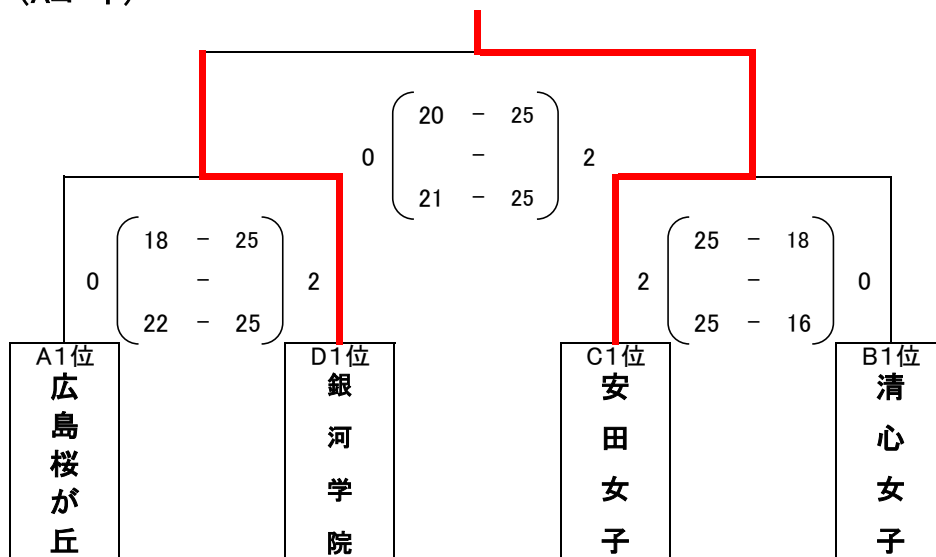 20 - 25
0 - 2
21 - 25
18 - 25
0 - 2
22 - 25
25 - 18
2 - 0
25 - 16
A1位
広島桜が丘
D1位
銀河学院
C1位
安田女子
B1位
清心女子